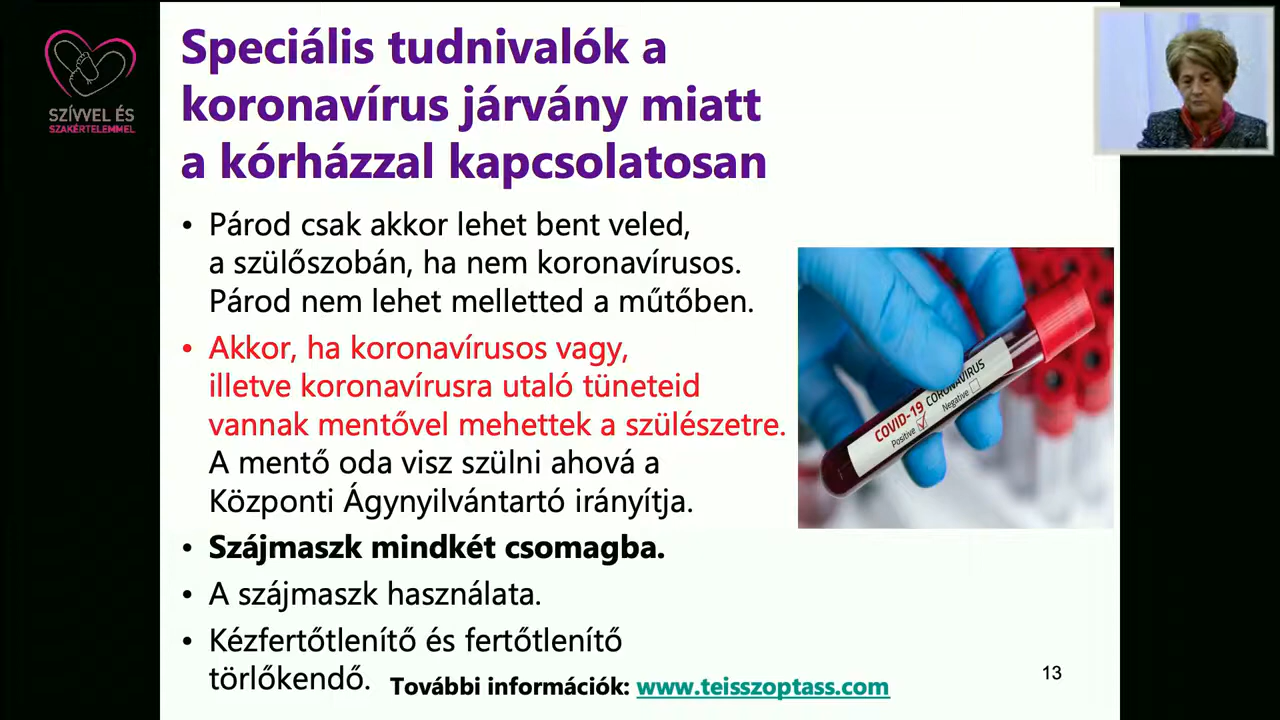 SZÍVVEL ÉS
SZAKÉRTELEMMEL
Speciális tudnivalók a
koronavírus járvány miatt
a kórházzal kapcsolatosan
• Párod csak akkor lehet bent veled,
a szülőszobán, ha nem koronavírusos.
Párod nem lehet melletted a műtőben.
• Akkor, ha koronavírusos vagy,
illetve koronavírusra utaló tüneteid
vannak mentővel mehettek a szülészetre.
A mentő oda visz szülni ahová a
Központi Ágynyilvántartó irányítja.
• Szájmaszk mindkét csomagba.
• A szájmaszk használata.
• Kézfertőtlenítő és fertőtlenítő
törlőkendő.
További információk: www.teisszoptass.com
13
COVID-19 CORONAVIRUS
Positive Negative